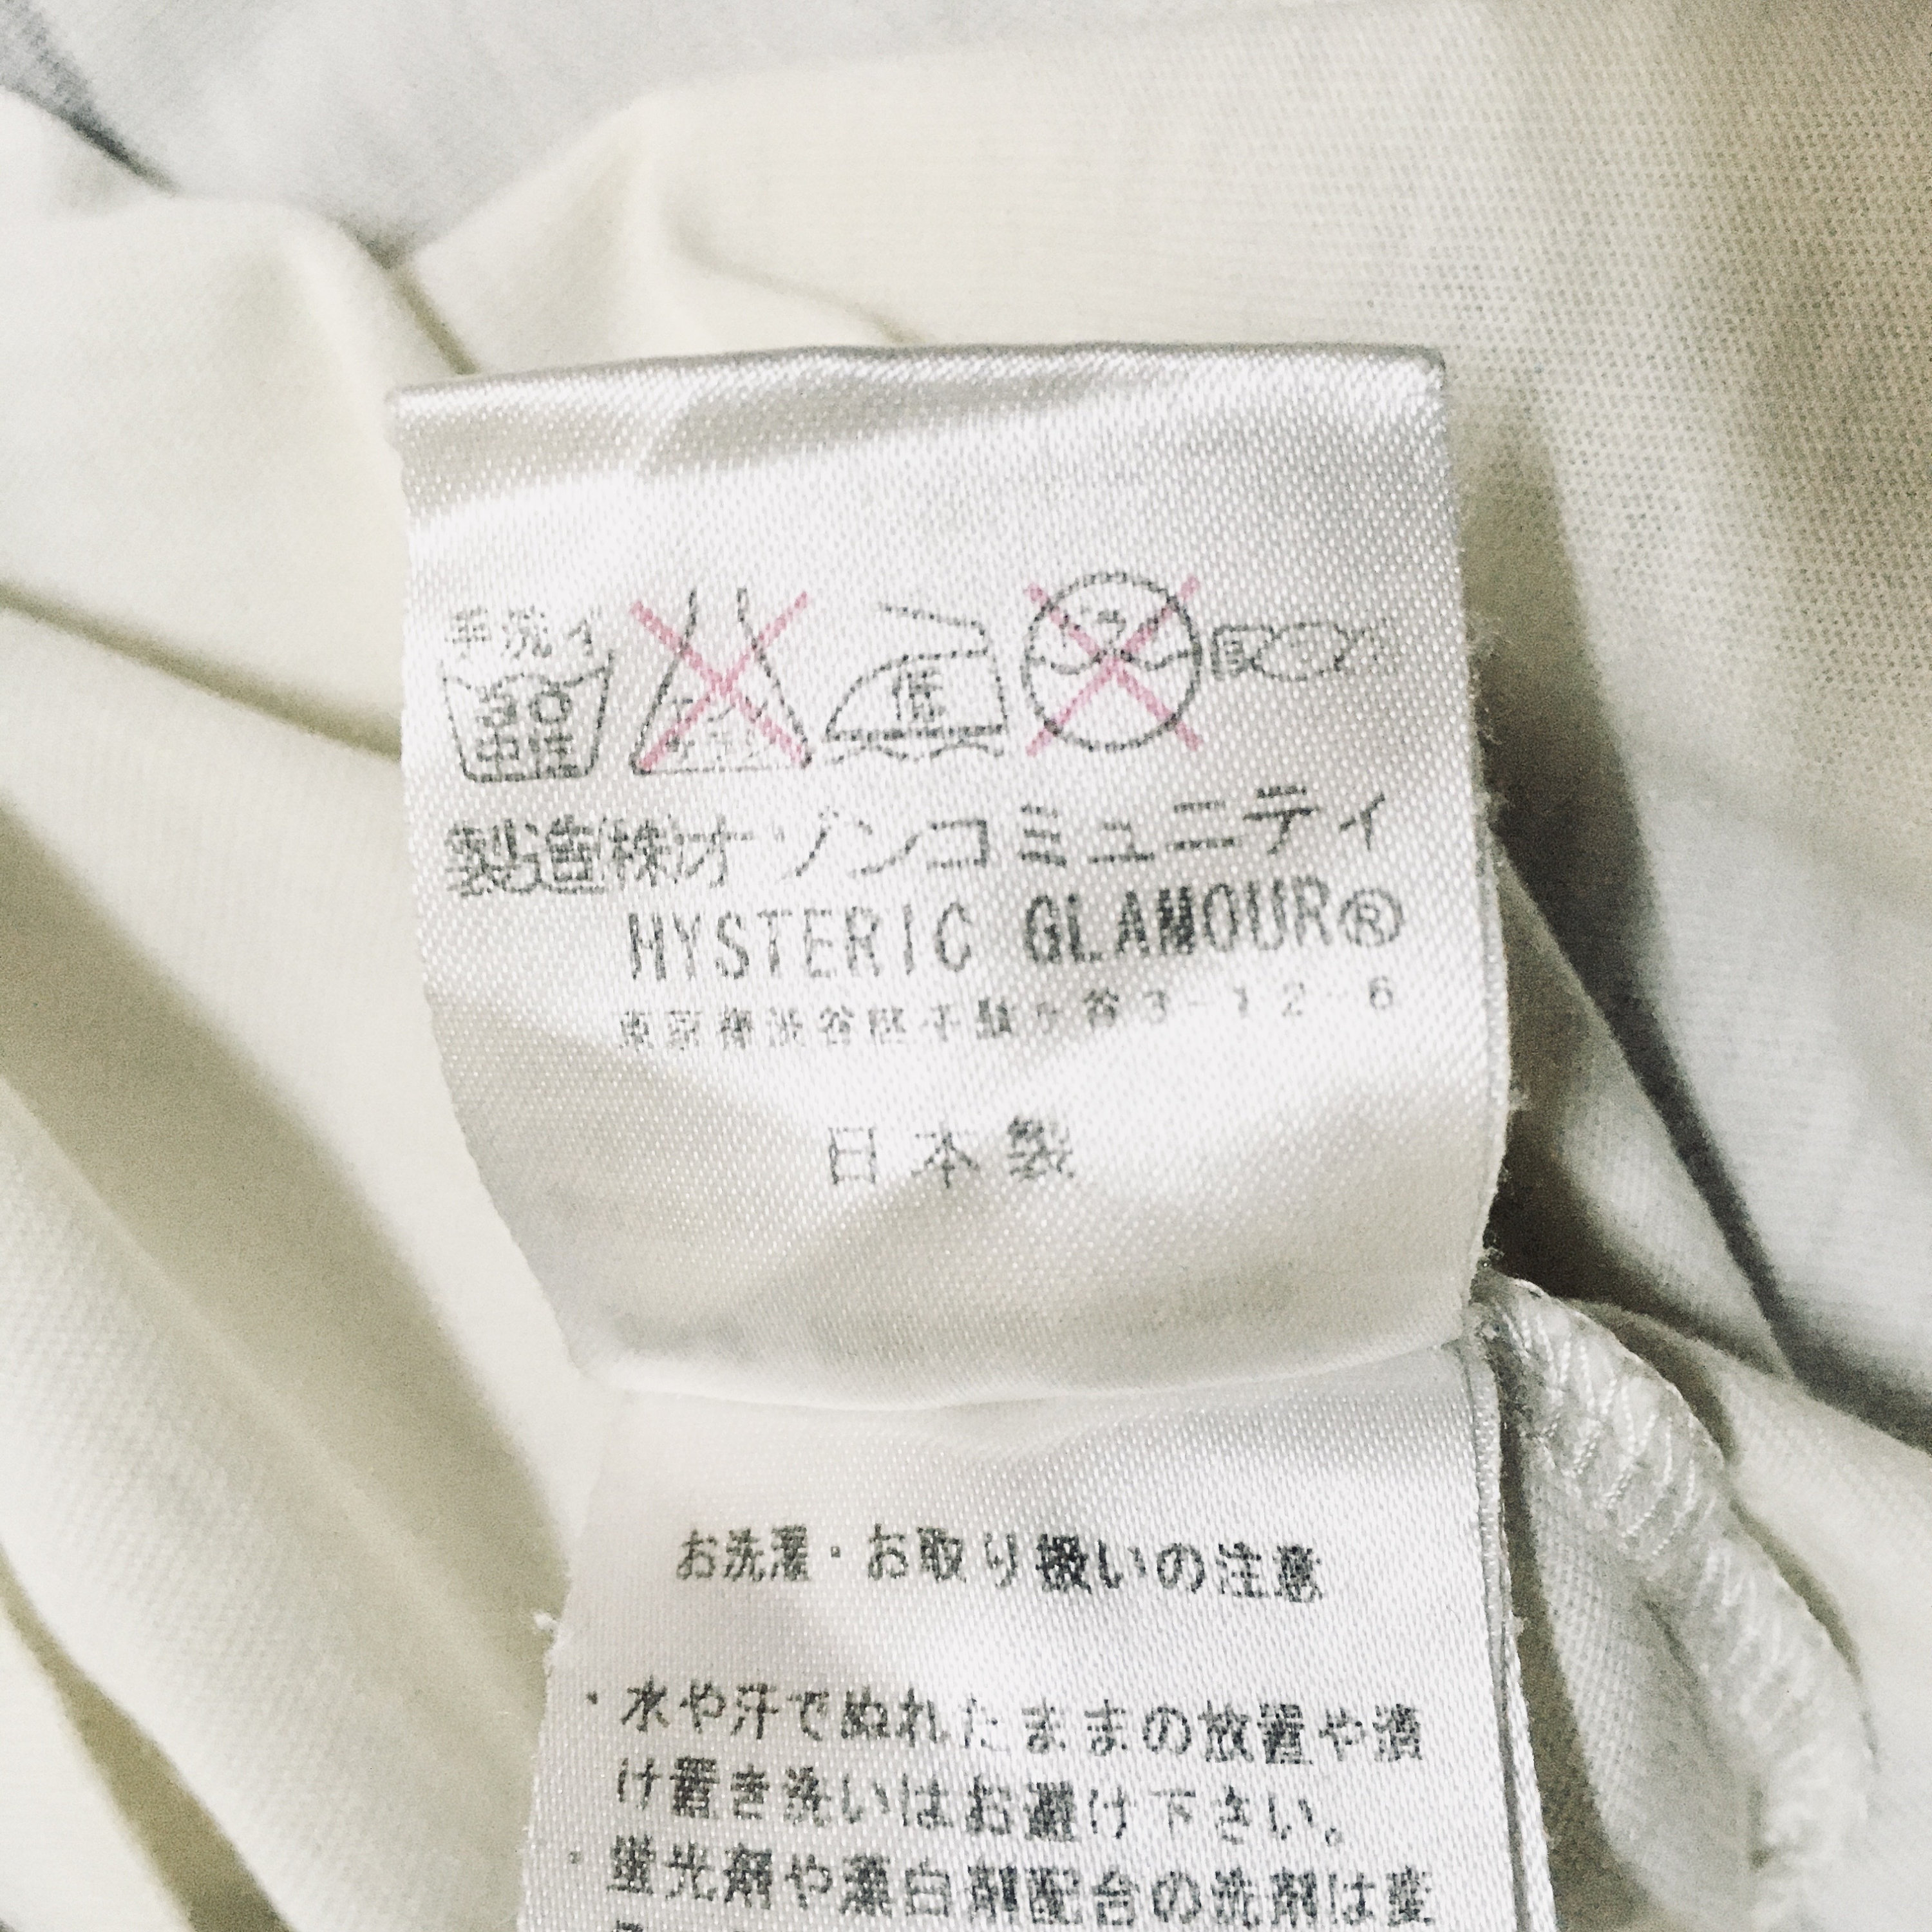 手洗イ
30
中性
低
製造(株)オゾンコミュニティ
HYSTERIC GLAMOUR®
東京都渋谷区千駄ヶ谷3-12-6
日本製
お洗濯・お取り扱いの注意
・水や汗でぬれたままの放置や漬
け置き洗いはお避け下さい。
・蛍光剤や漂白剤配合の洗剤は変